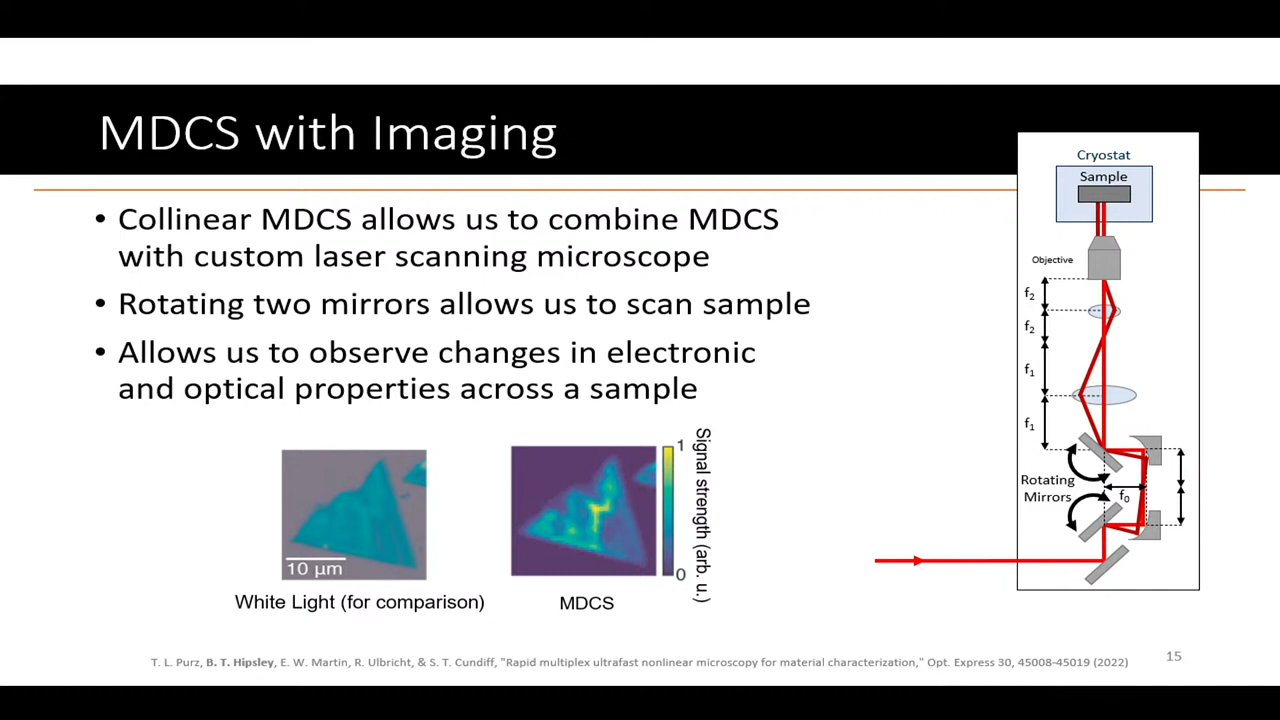 MDCS with Imaging
• Collinear MDCS allows us to combine MDCS
with custom laser scanning microscope
• Rotating two mirrors allows us to scan sample
• Allows us to observe changes in electronic
and optical properties across a sample
10 µm
White Light (for comparison)
MDCS
1
0
Signal strength (arb. u.)
Cryostat
Sample
Objective
f₂
f₂
f₁
f₁
Rotating
Mirrors
f₀
T. L. Purz, B. T. Hipsley, E. W. Martin, R. Ulbricht, & S. T. Cundiff, "Rapid multiplex ultrafast nonlinear microscopy for material characterization," Opt. Express 30, 45008-45019 (2022)
15